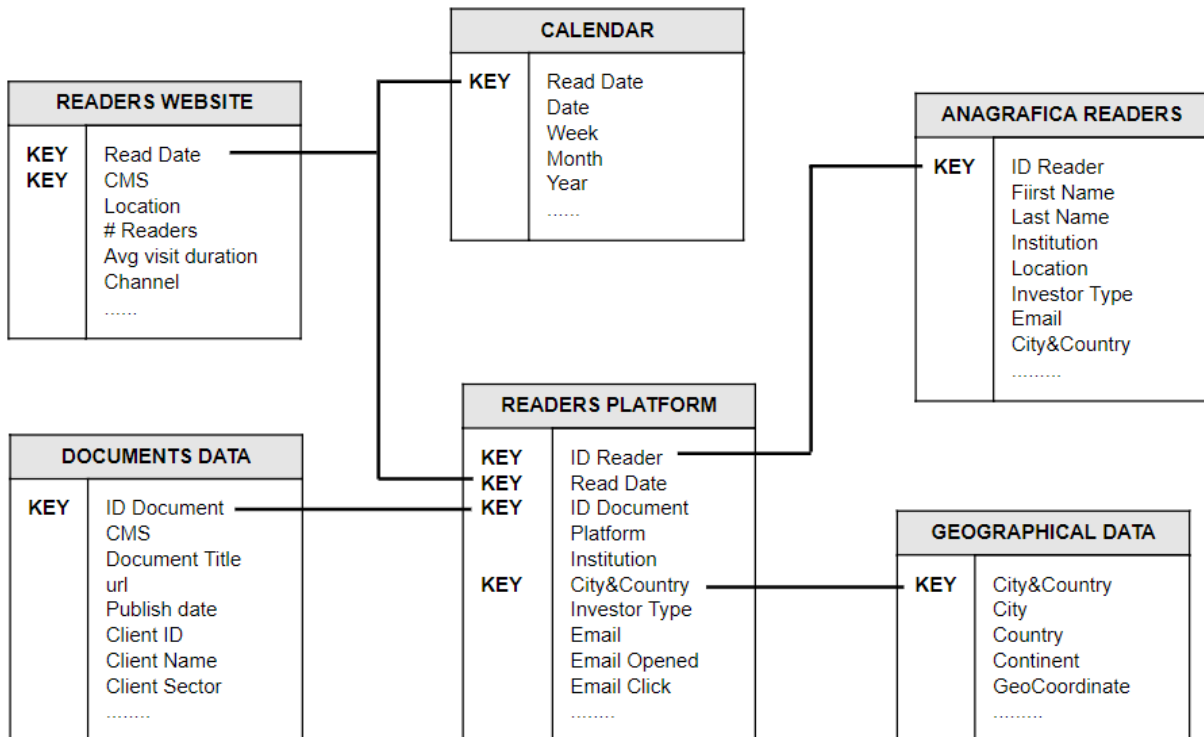 CALENDAR
KEY Read Date
Date
Week
Month
Year
......
READERS WEBSITE
KEY Read Date
KEY CMS
Location
# Readers
Avg visit duration
Channel
......
ANAGRAFICA READERS
KEY ID Reader
Fiirst Name
Last Name
Institution
Location
Investor Type
Email
City&Country
.........
READERS PLATFORM
KEY ID Reader
KEY Read Date
KEY ID Document
Platform
Institution
KEY City&Country
Investor Type
Email
Email Opened
Email Click
........
DOCUMENTS DATA
KEY ID Document
CMS
Document Title
url
Publish date
Client ID
Client Name
Client Sector
........
GEOGRAPHICAL DATA
KEY City&Country
City
Country
Continent
GeoCoordinate
.........